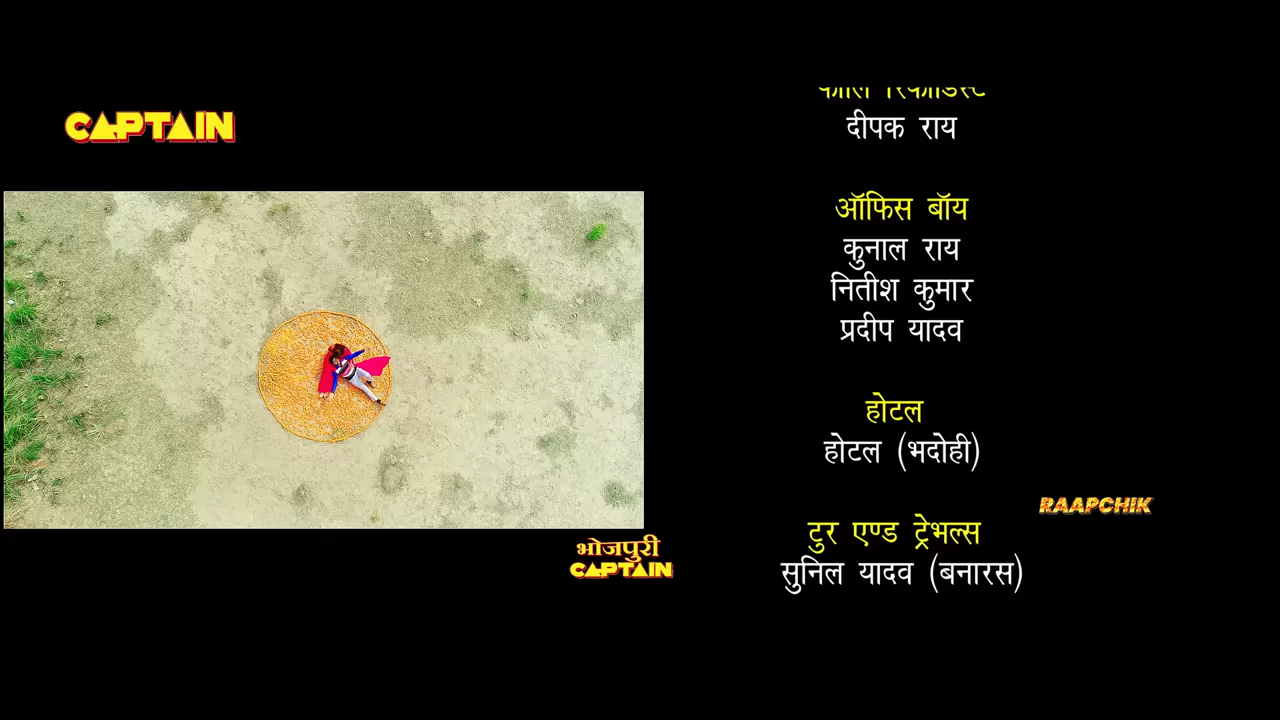 CAPTAIN
दीपक राय
ऑफिस बॉय
कुनाल राय
नितीश कुमार
प्रदीप यादव
होटल
होटल (भदोही)
RAAPCHIK
टुर एण्ड ट्रेभल्स
सुनिल यादव (बनारस)
भोजपुरी
CAPTAIN